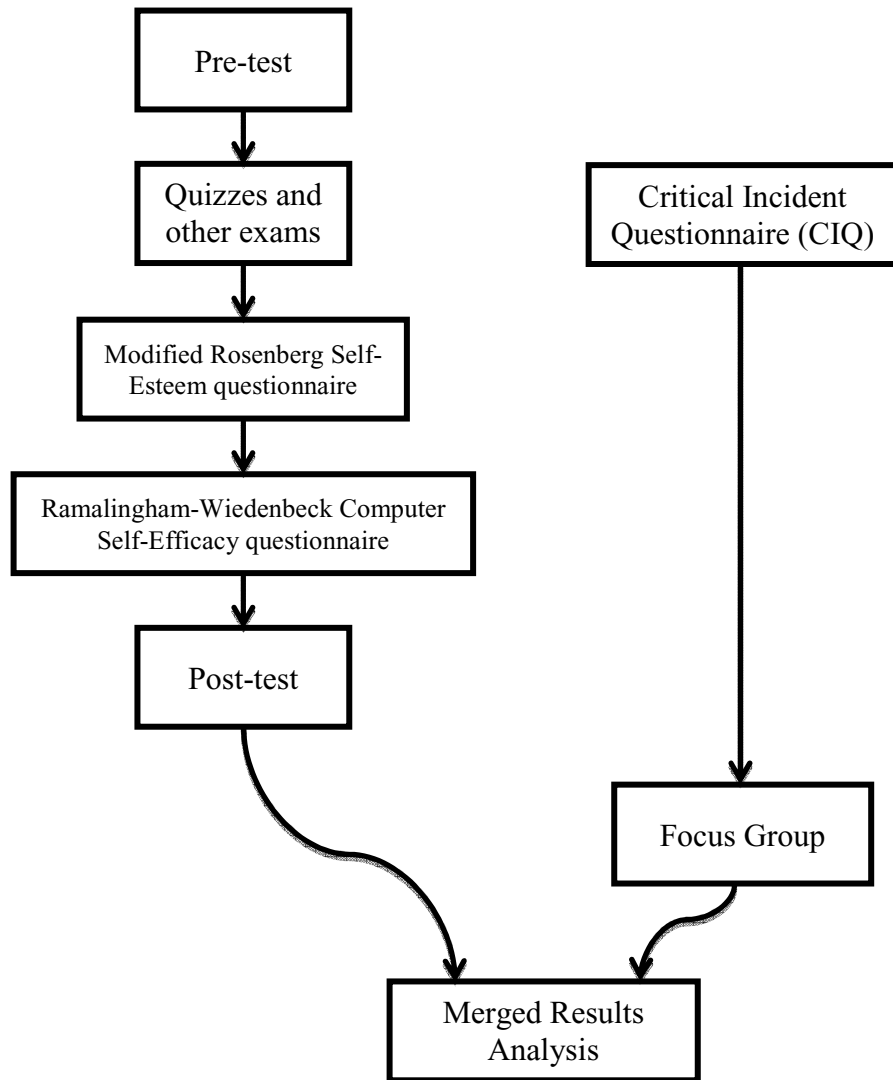 Pre-test
Quizzes and
other exams
Critical Incident
Questionnaire (CIQ)
Modified Rosenberg Self-
Esteem questionnaire
Ramalingham-Wiedenbeck Computer
Self-Efficacy questionnaire
Post-test
Focus Group
Merged Results
Analysis